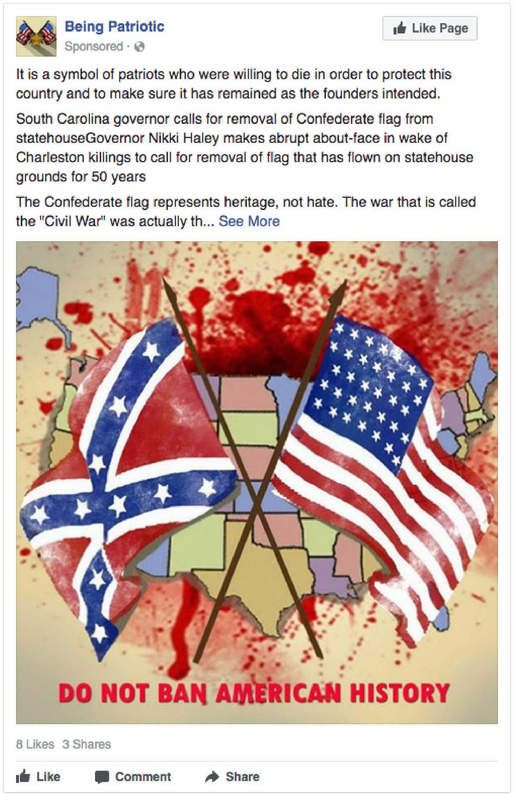 Being Patriotic
Sponsored ·
Like Page
It is a symbol of patriots who were willing to die in order to protect this
country and to make sure it has remained as the founders intended.
South Carolina governor calls for removal of Confederate flag from
statehouseGovernor Nikki Haley makes abrupt about-face in wake of
Charleston killings to call for removal of flag that has flown on statehouse
grounds for 50 years
The Confederate flag represents heritage, not hate. The war that is called
the "Civil War" was actually th... See More
DO NOT BAN AMERICAN HISTORY
8 Likes 3 Shares
Like Comment Share